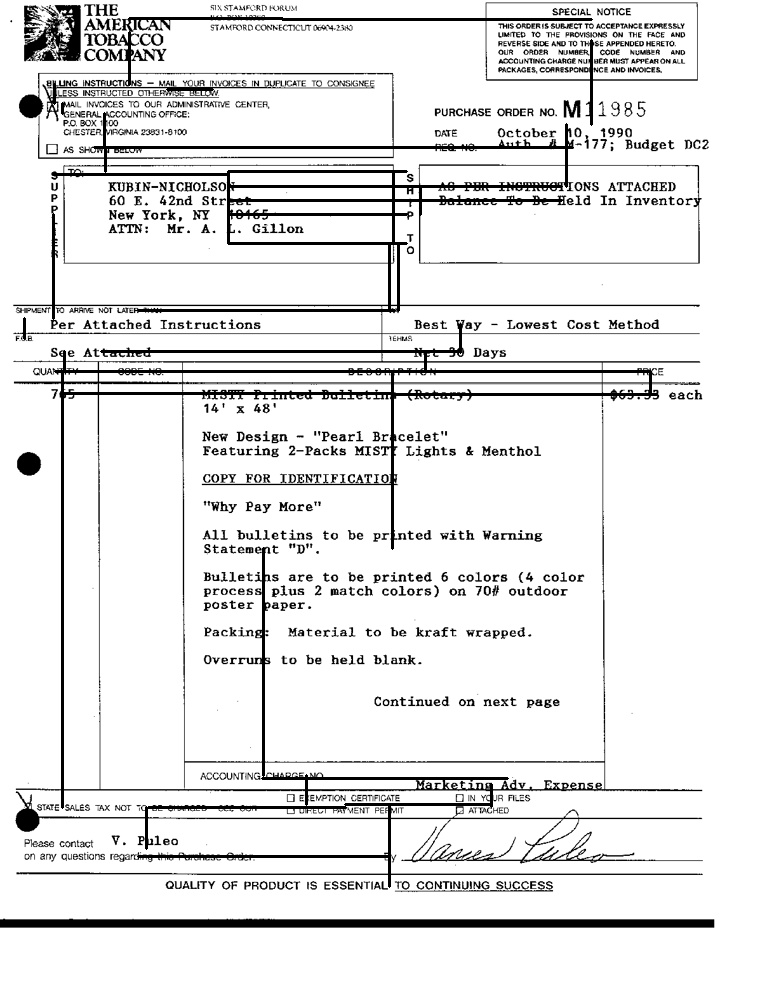 THE
AMERICAN
TOBACCO
COMPANY
SIX STAMFORD FORUM
STAMFORD CONNECTICUT 06904-2380
SPECIAL NOTICE
THIS ORDER IS SUBJECT TO ACCEPTANCE EXPRESSLY
LIMITED TO THE PROVISIONS ON THE FACE AND
REVERSE SIDE AND TO THOSE APPENDED HERETO.
OUR ORDER NUMBER, CODE NUMBER AND
ACCOUNTING CHARGE NUMBER MUST APPEAR ON ALL
PACKAGES, CORRESPONDENCE AND INVOICES.
BILLING INSTRUCTIONS — MAIL YOUR INVOICES IN DUPLICATE TO CONSIGNEE
UNLESS INSTRUCTED OTHERWISE BELOW.
MAIL INVOICES TO OUR ADMINISTRATIVE CENTER,
GENERAL ACCOUNTING OFFICE:
P.O. BOX 1100
CHESTER, VIRGINIA 23831-8100
AS SHOWN BELOW
PURCHASE ORDER NO. M11985
DATE October 10, 1990
REQ. NO. Auth. # M-177; Budget DC2
SUPPLIER
TO:
KUBIN-NICHOLSON
60 E. 42nd Street
New York, NY 10165
ATTN: Mr. A. L. Gillon
SHIP TO
AS PER INSTRUCTIONS ATTACHED
Balance To Be Held In Inventory
SHIPMENT TO ARRIVE NOT LATER THAN
Per Attached Instructions
Best Way - Lowest Cost Method
F.O.B.
See Attached
TERMS
Net 30 Days
QUANTITY CODE NO. DESCRIPTION PRICE
765 MISTY Printed Bulletins (Rotary) $63.33 each
14' x 48'
New Design - "Pearl Bracelet"
Featuring 2-Packs MISTY Lights & Menthol
COPY FOR IDENTIFICATION
"Why Pay More"
All bulletins to be printed with Warning
Statement "D".
Bulletins are to be printed 6 colors (4 color
process plus 2 match colors) on 70# outdoor
poster paper.
Packing: Material to be kraft wrapped.
Overruns to be held blank.
Continued on next page
ACCOUNTING CHARGE NO.
Marketing Adv. Expense
STATE SALES TAX NOT TO BE CHARGED SEE OUR
EXEMPTION CERTIFICATE
IN YOUR FILES
DIRECT PAYMENT PERMIT
ATTACHED
Please contact V. Puleo
on any questions regarding this Purchase Order.
By Vances Puleo
QUALITY OF PRODUCT IS ESSENTIAL TO CONTINUING SUCCESS